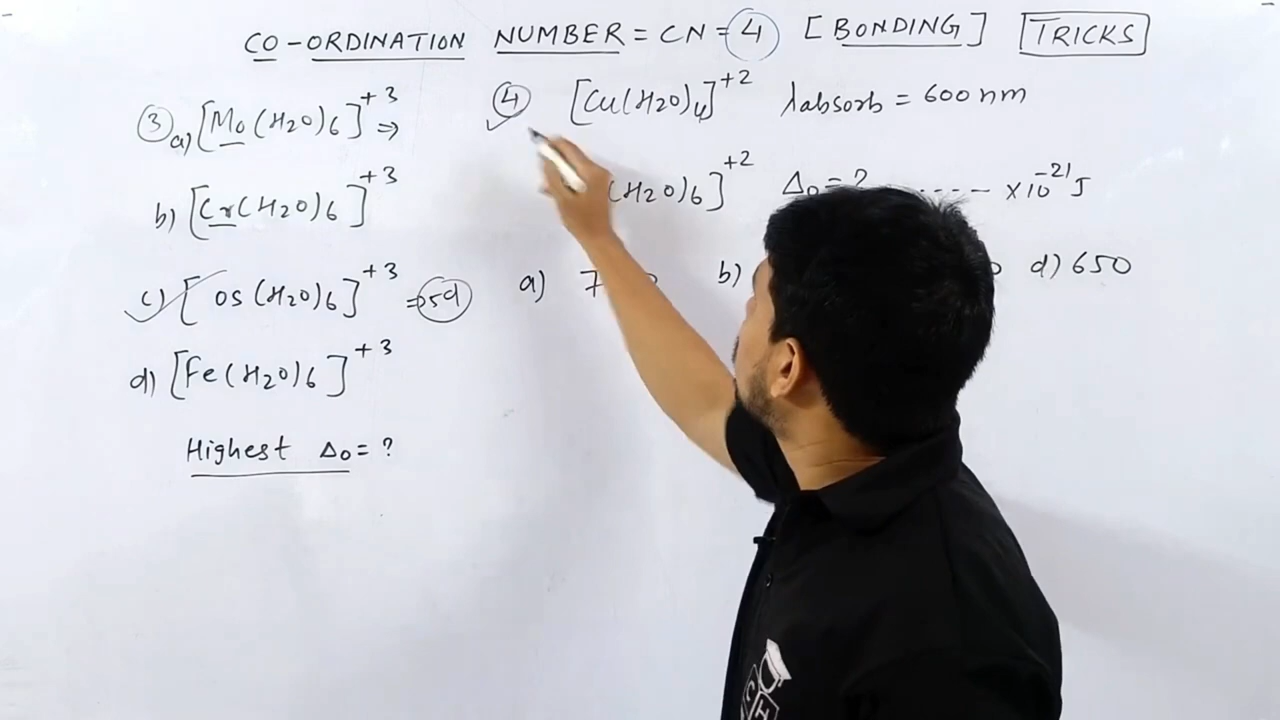 CO-ORDINATION NUMBER = CN = 4 [BONDING] TRICKS
3 a) [Mo(H2O)6]+3 ⇒
b) [Cr(H2O)6]+3
c) [Os(H2O)6]+3 ⇒ 5d
d) [Fe(H2O)6]+3
Highest Δo = ?
4 [Cu(H2O)4]+2 λabsorb = 600 nm
(H2O)6]+2 Δo = ? ---- ×10-21 J
a) b) d) 650